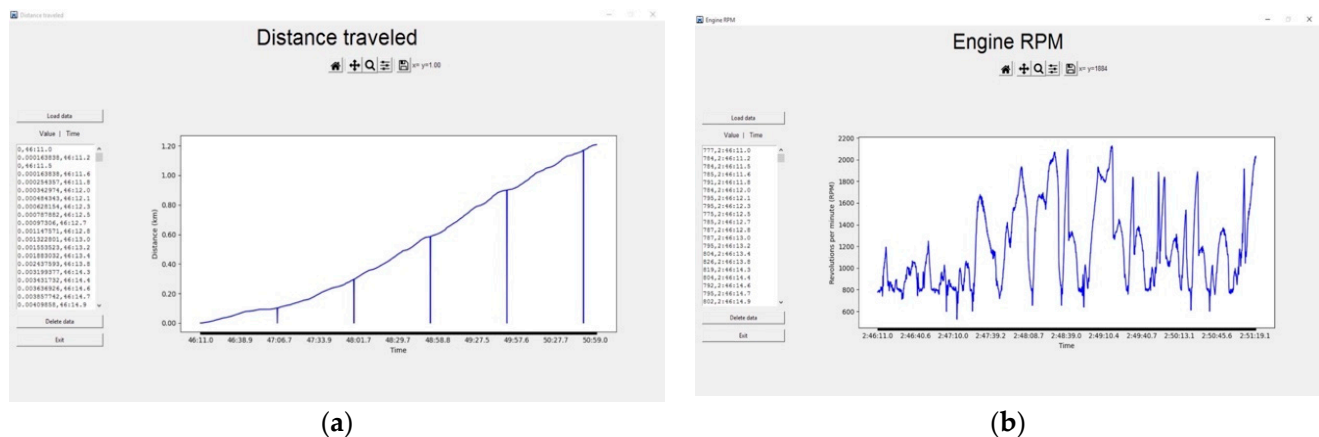 Distance traveled
Distance traveled
x= y=1.00
Load data
Value | Time
0,46:11.0
0.000163838,46:11.2
0,46:11.5
0.000163838,46:11.6
0.000254357,46:11.8
0.000342974,46:12.0
0.000484343,46:12.1
0.000628154,46:12.3
0.000787882,46:12.5
0.00097306,46:12.7
0.001147571,46:12.8
0.001322801,46:13.0
0.001553523,46:13.2
0.001883032,46:13.4
0.002437593,46:13.8
0.003199377,46:14.3
0.003431732,46:14.4
0.003636926,46:14.6
0.003857742,46:14.7
0.00409858,46:14.9
Delete data
Exit
Distance (km)
1.20
1.00
0.80
0.60
0.40
0.20
0.00
46:11.0 46:38.9 47:06.7 47:33.9 48:01.7 48:29.7 48:58.8 49:27.5 49:57.6 50:27.7 50:59.0
Time
(a)
Engine RPM
Engine RPM
x= y=1884
Load data
Value | Time
777,2:46:11.0
784,2:46:11.2
784,2:46:11.5
785,2:46:11.6
791,2:46:11.8
784,2:46:12.0
795,2:46:12.1
795,2:46:12.3
775,2:46:12.5
785,2:46:12.7
787,2:46:12.8
787,2:46:13.0
795,2:46:13.2
804,2:46:13.4
826,2:46:13.8
819,2:46:14.3
802,2:46:14.4
792,2:46:14.6
795,2:46:14.7
802,2:46:14.9
Delete data
Exit
Revolutions per minute (RPM)
2200
2000
1800
1600
1400
1200
1000
800
600
2:46:11.0 2:46:40.6 2:47:10.0 2:47:39.2 2:48:08.7 2:48:39.0 2:49:10.4 2:49:40.7 2:50:13.1 2:50:45.6 2:51:19.1
Time
(b)